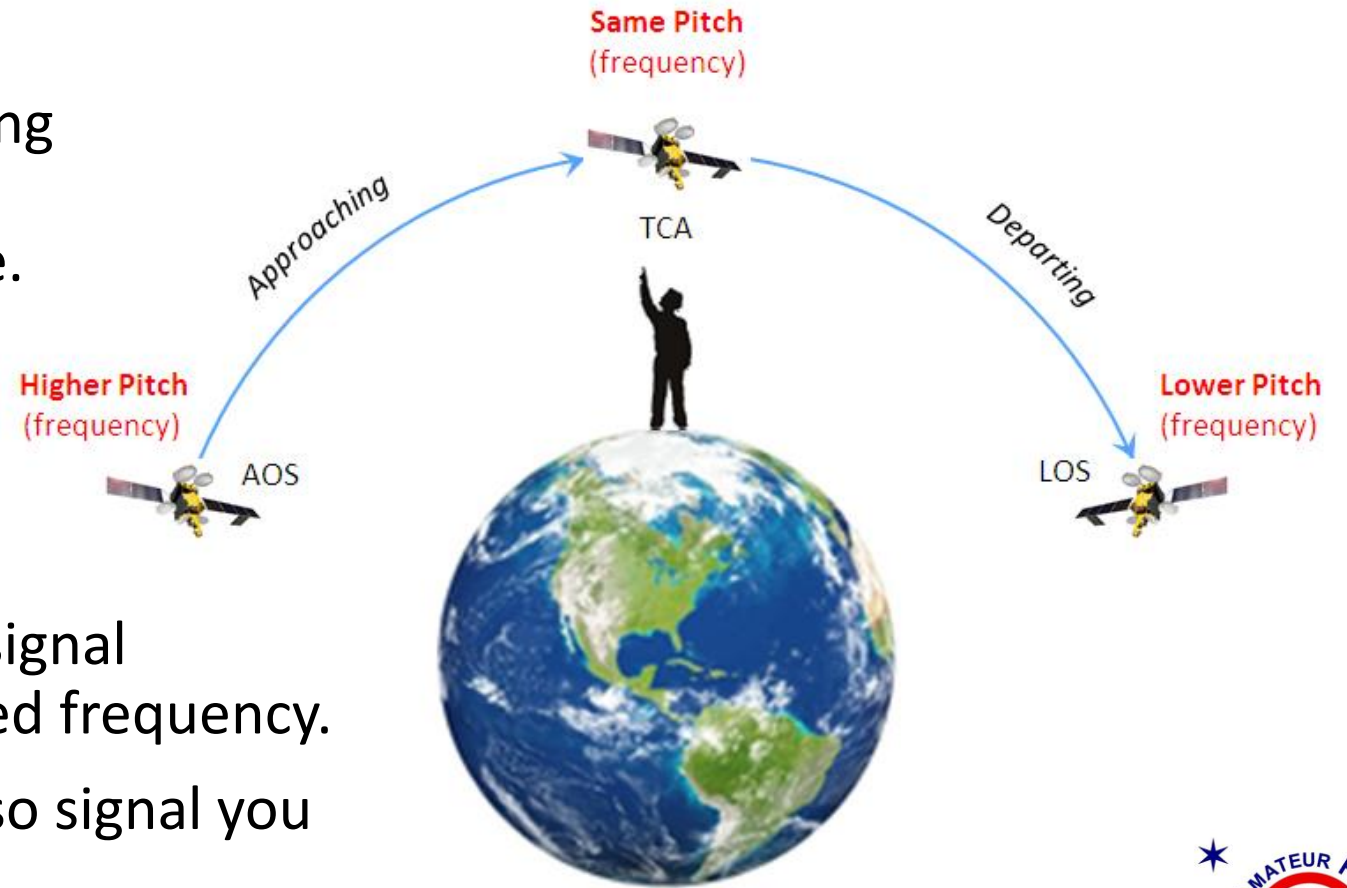 Same Pitch
(frequency)
ng
Approaching
TCA
Departing
e.
Higher Pitch
(frequency)
Lower Pitch
(frequency)
AOS
LOS
signal
ed frequency.
so signal you
MATEUR